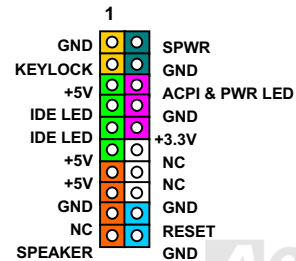 1
GND SPWR
KEYLOCK GND
+5V ACPI & PWR LED
IDE LED GND
IDE LED +3.3V
+5V NC
+5V NC
GND GND
NC RESET
SPEAKER GND